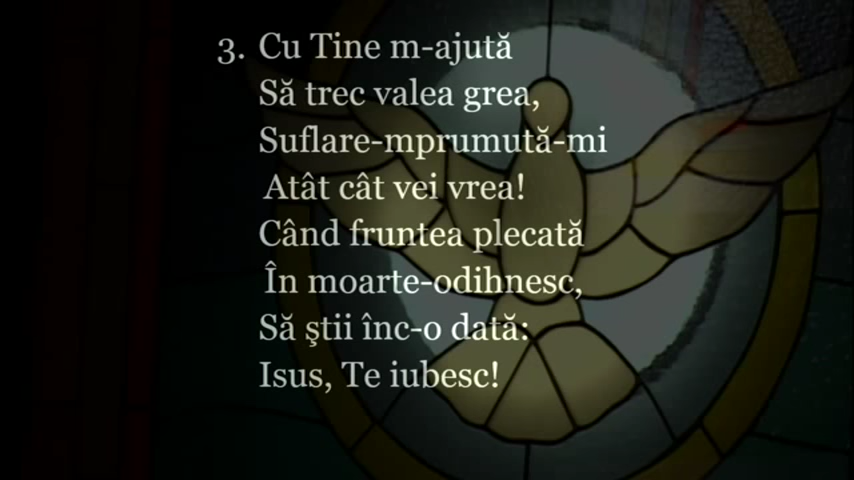 3. Cu Tine m-ajută
Să trec valea grea,
Suflare-mprumută-mi
Atât cât vei vrea!
Când fruntea plecată
În moarte-odihnesc,
Să ştii înc-o dată:
Isus, Te iubesc!